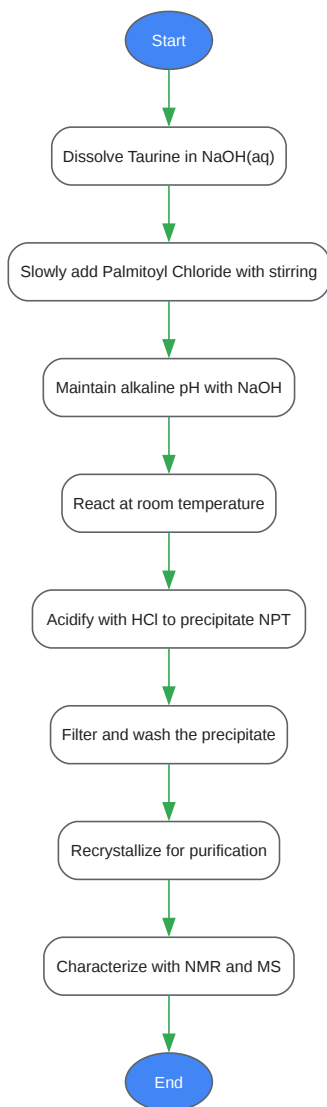 Start
Dissolve Taurine in NaOH(aq)
Slowly add Palmitoyl Chloride with stirring
Maintain alkaline pH with NaOH
React at room temperature
Acidify with HCl to precipitate NPT
Filter and wash the precipitate
Recrystallize for purification
Characterize with NMR and MS
End